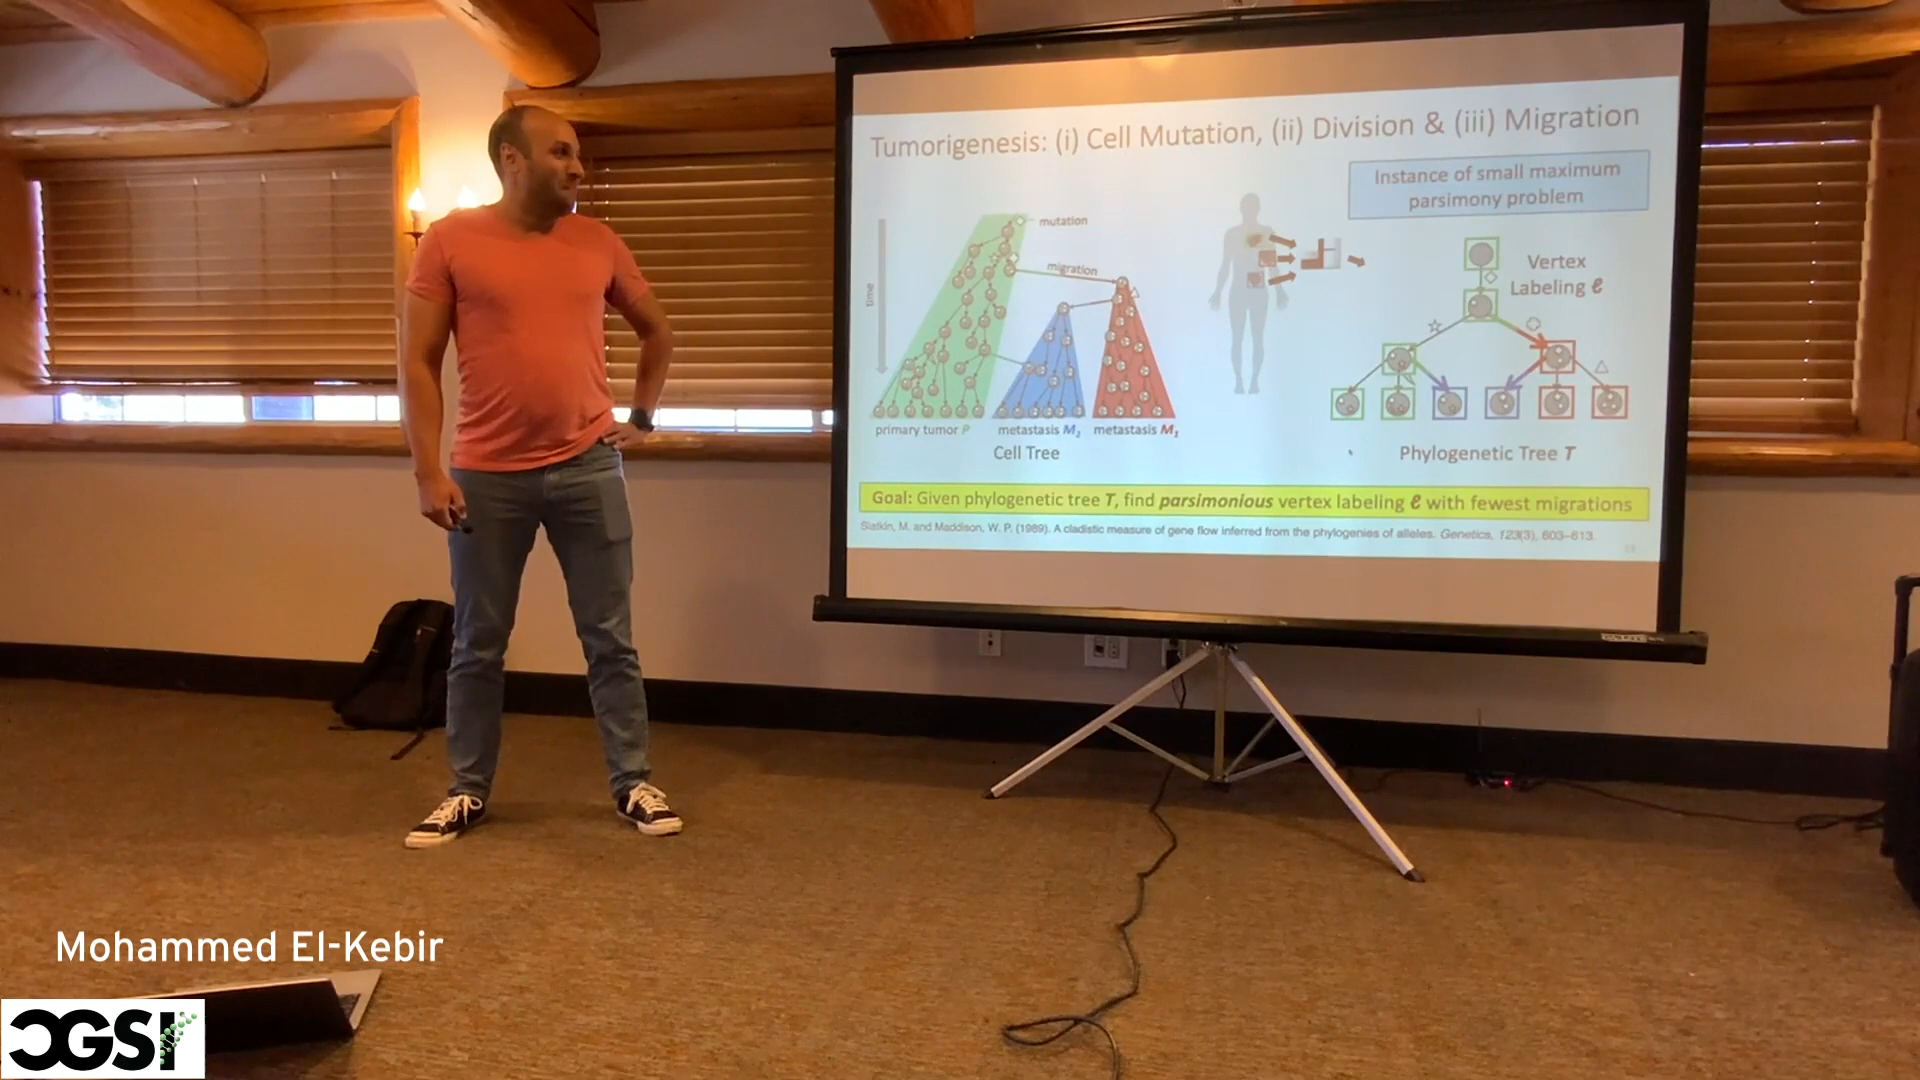 Tumorigenesis: (i) Cell Mutation, (ii) Division & (iii) Migration
Instance of small maximum
parsimony problem
mutation
migration
time
Vertex
Labeling ℓ
primary tumor P
metastasis M2
metastasis M1
Cell Tree
Phylogenetic Tree T
Goal: Given phylogenetic tree T, find parsimonious vertex labeling ℓ with fewest migrations
Slatkin, M. and Maddison, W. P. (1989). A cladistic measure of gene flow inferred from the phylogenies of alleles. Genetics, 123(3), 603–613.
Mohammed El-Kebir
CGSI